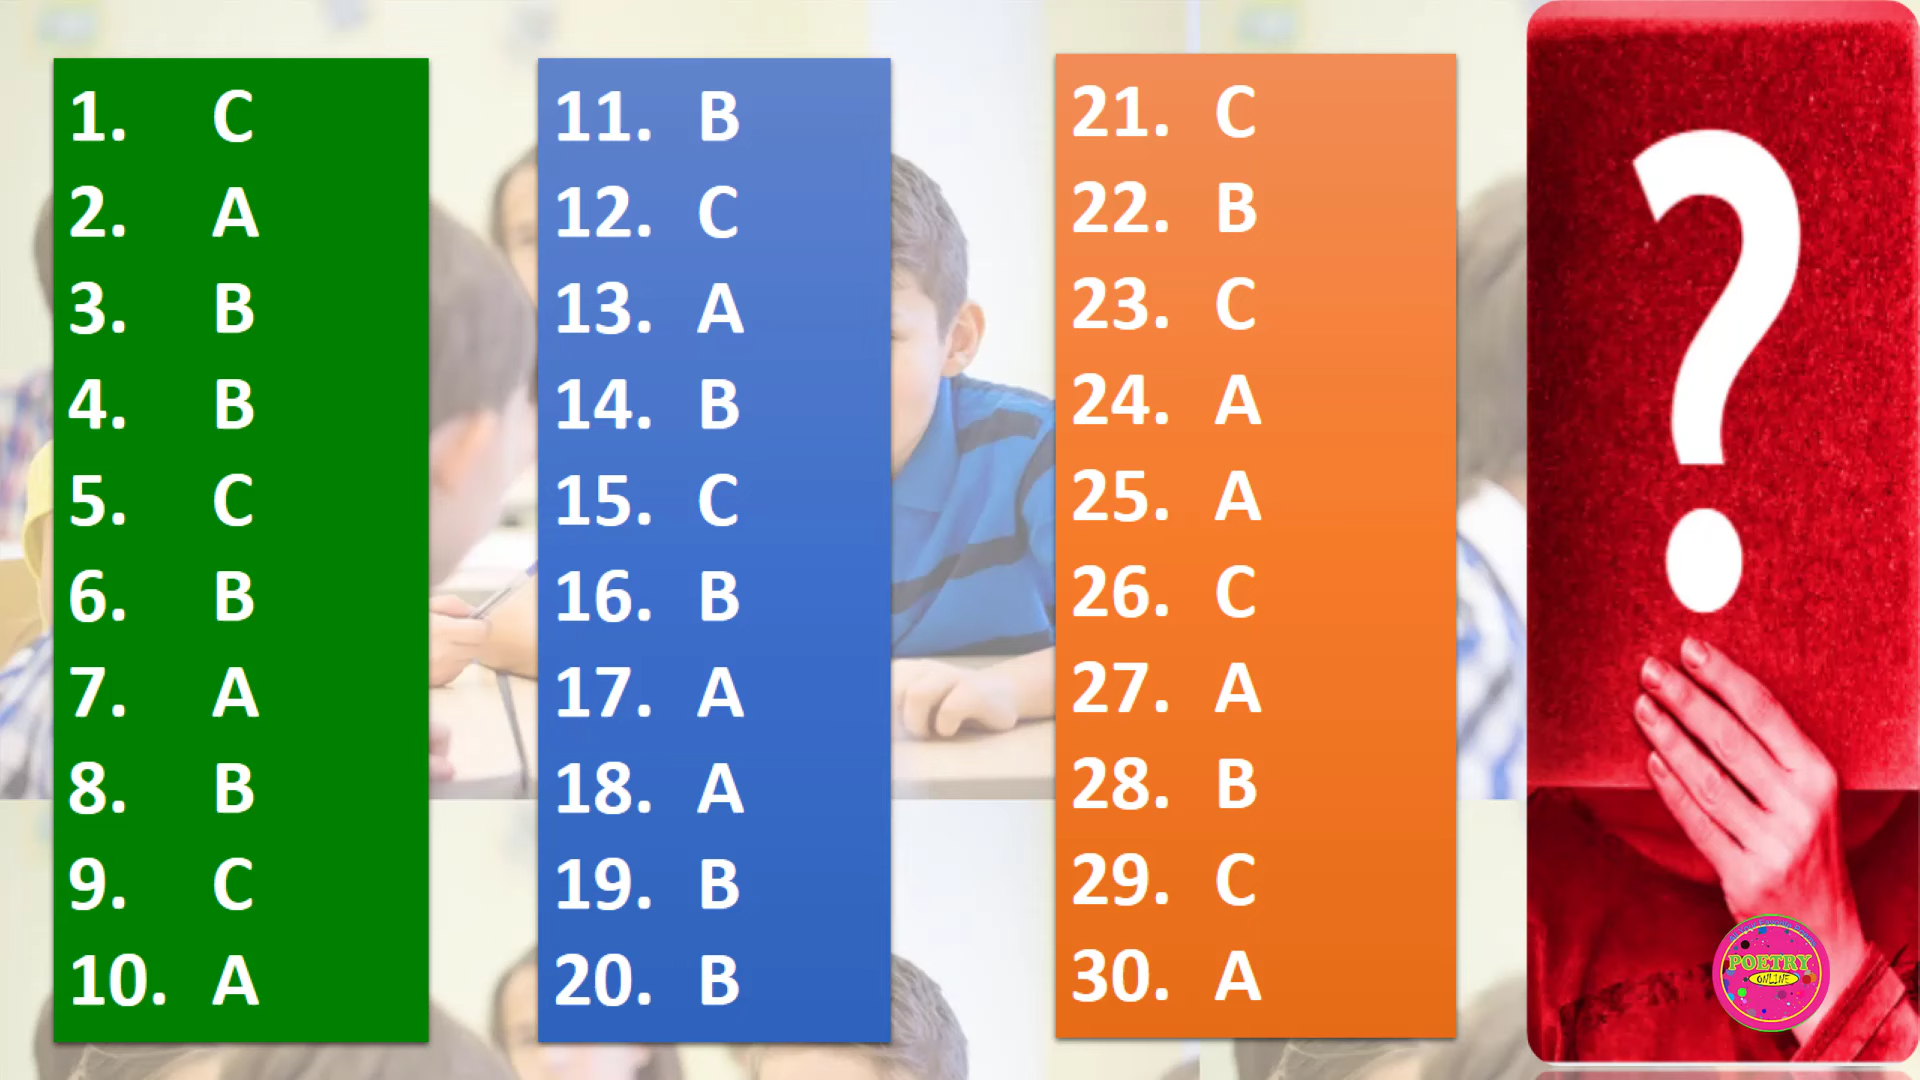 1. C
2. A
3. B
4. B
5. C
6. B
7. A
8. B
9. C
10. A
11. B
12. C
13. A
14. B
15. C
16. B
17. A
18. A
19. B
20. B
21. C
22. B
23. C
24. A
25. A
26. C
27. A
28. B
29. C
30. A
?
POETRY
ONLINE